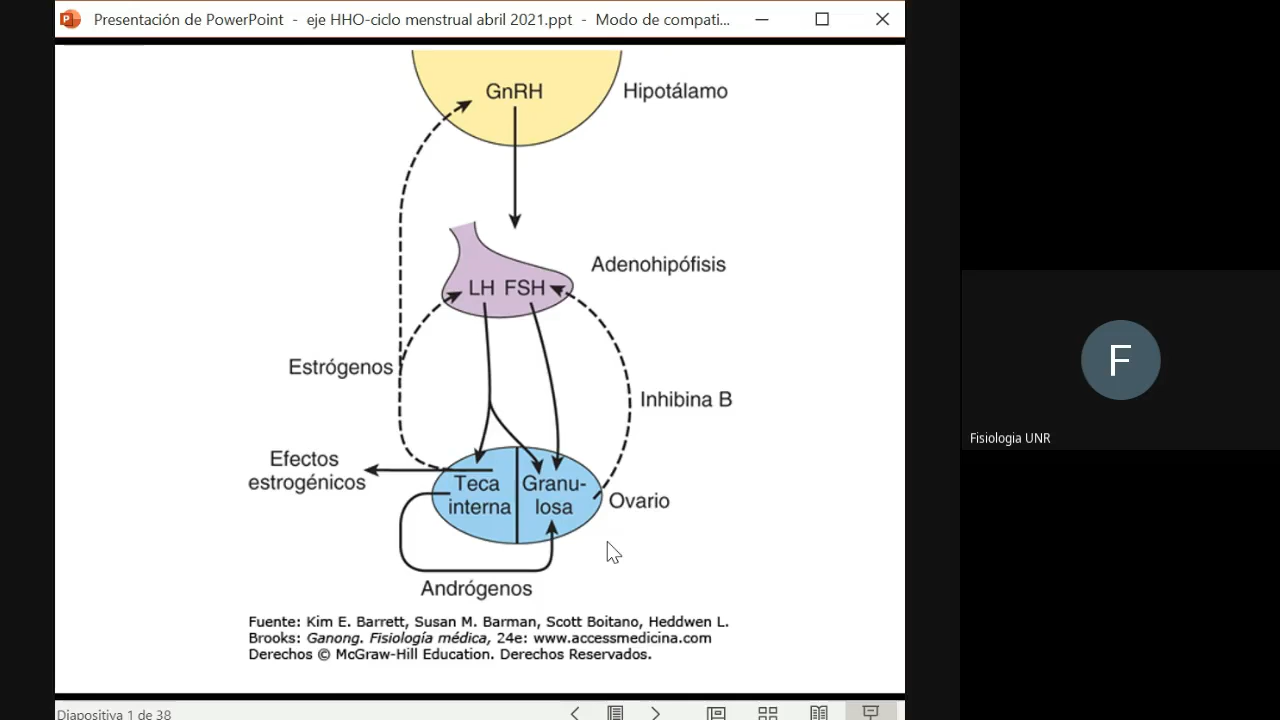 Presentación de PowerPoint - eje HHO-ciclo menstrual abril 2021.ppt - Modo de compati...
GnRH
Hipotálamo
Adenohipófisis
LH FSH
Estrógenos
Inhibina B
Efectos
estrogénicos
Teca
interna
Granu-
losa
Ovario
Andrógenos
Fuente: Kim E. Barrett, Susan M. Barman, Scott Boitano, Heddwen L.
Brooks: Ganong. Fisiología médica, 24e: www.accessmedicina.com
Derechos © McGraw-Hill Education. Derechos Reservados.
Diapositiva 1 de 38
F
Fisiologia UNR